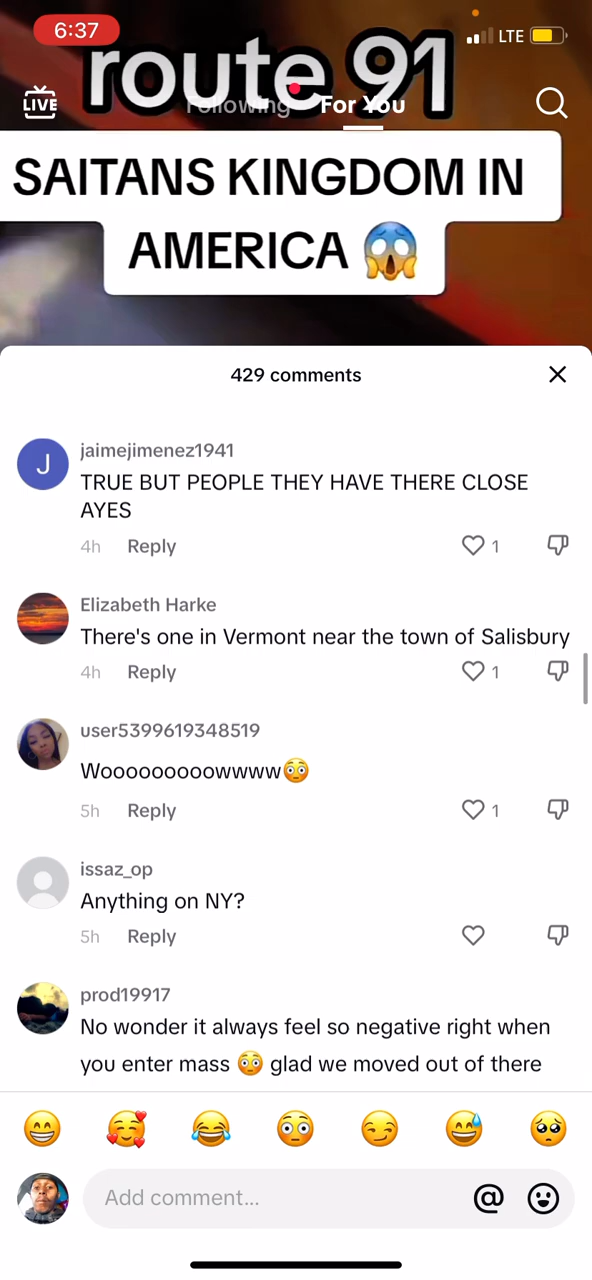 6:37
LTE
route 91
LIVE
Following
For You
SAITANS KINGDOM IN
AMERICA 😱
429 comments
J
jaimejimenez1941
TRUE BUT PEOPLE THEY HAVE THERE CLOSE
AYES
4h Reply 1
Elizabeth Harke
There's one in Vermont near the town of Salisbury
4h Reply 1
user5399619348519
Wooooooooowwww😳
5h Reply 1
issaz_op
Anything on NY?
5h Reply
prod19917
No wonder it always feel so negative right when
you enter mass 😳 glad we moved out of there
😁 🥰 😂 😳 😏 😅 🥺
Add comment... @